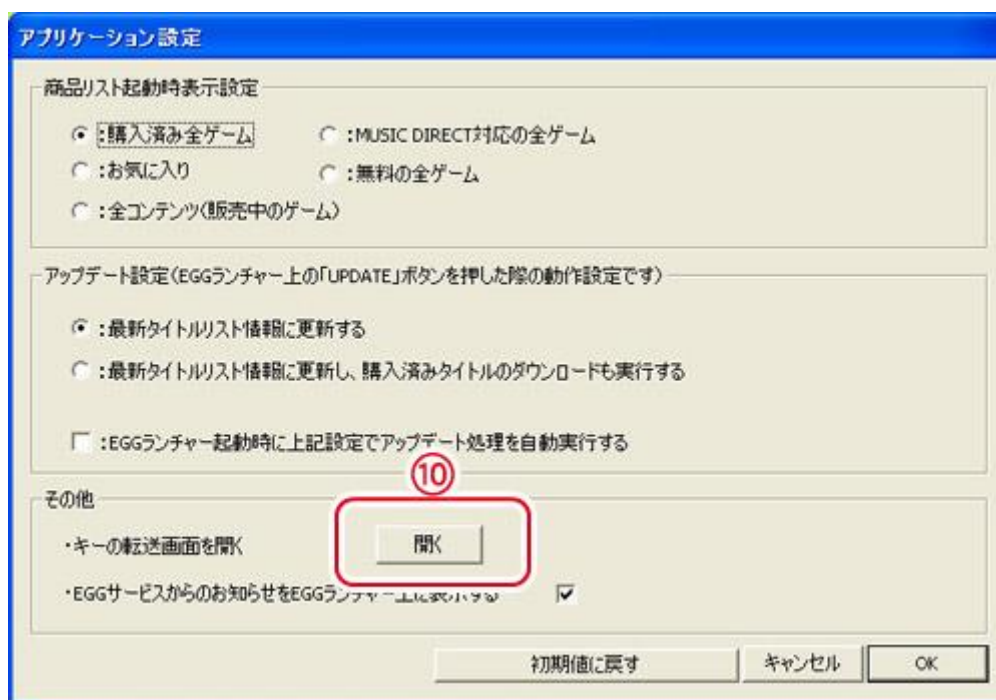 アプリケーション設定
商品リスト起動時表示設定
:購入済み全ゲーム :MUSIC DIRECT対応の全ゲーム
:お気に入り :無料の全ゲーム
:全コンテンツ(販売中のゲーム)
アップデート設定(EGGランチャー上の「UPDATE」ボタンを押した際の動作設定です)
:最新タイトルリスト情報に更新する
:最新タイトルリスト情報に更新し、購入済みタイトルのダウンロードも実行する
:EGGランチャー起動時に上記設定でアップデート処理を自動実行する
⑩
その他
・キーの転送画面を開く 開く
・EGGサービスからのお知らせをEGGランチャー上に表示する
初期値に戻す キャンセル OK